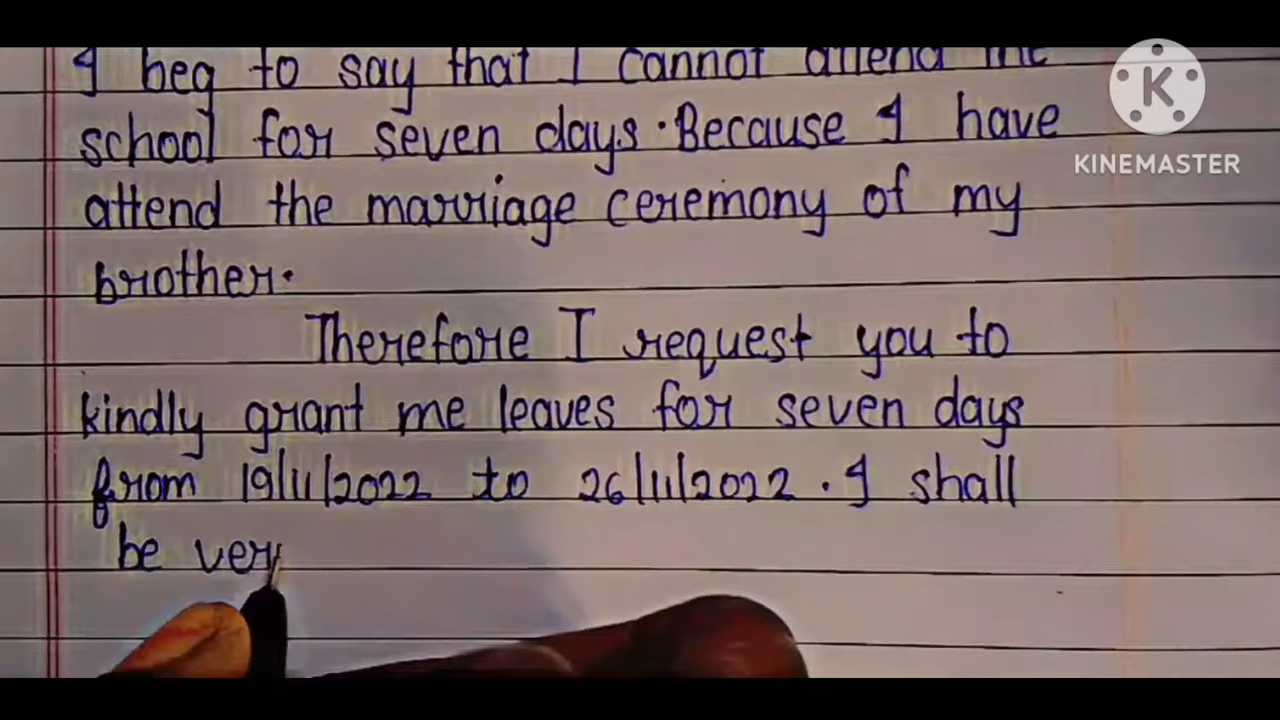 I beg to say that I cannot attend the
school for seven days. Because I have
attend the marriage ceremony of my
brother.
Therefore I request you to
kindly grant me leaves for seven days
from 19/11/2022 to 26/11/2022. I shall
be ver
K
KINEMASTER